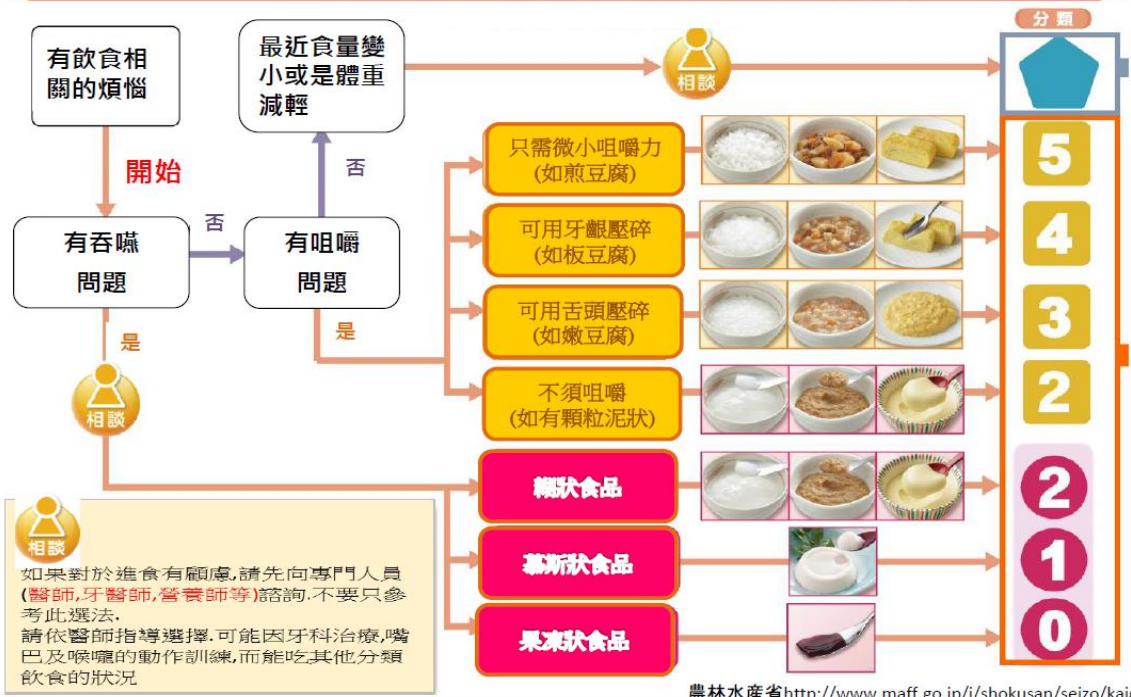 分類
有飲食相
關的煩惱
最近食量變
小或是體重
減輕
相談
開始
否
否
有吞嚥
問題
有咀嚼
問題
是
是
相談
只需微小咀嚼力
(如煎豆腐)
5
可用牙齦壓碎
(如板豆腐)
4
可用舌頭壓碎
(如嫩豆腐)
3
不須咀嚼
(如有顆粒泥狀)
2
糊狀食品
2
慕斯狀食品
1
果凍狀食品
0
相談
如果對於進食有顧慮,請先向專門人員
(醫師,牙醫師,營養師等)諮詢.不要只參
考此選法.
請依醫師指導選擇.可能因牙科治療,嘴
巴及喉嚨的動作訓練,而能吃其他分類
飲食的狀況
農林水産省http://www.maff.go.jp/j/shokusan/seizo/kai